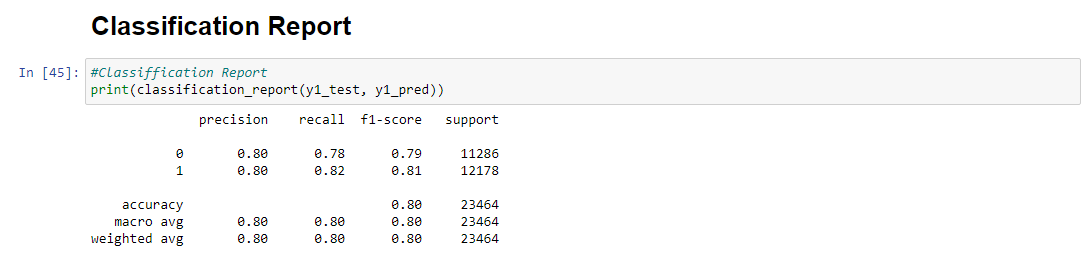 Classification Report
In [45]: #Classiffication Report
print(classification_report(y1_test, y1_pred))
precision recall f1-score support
0 0.80 0.78 0.79 11286
1 0.80 0.82 0.81 12178
accuracy 0.80 23464
macro avg 0.80 0.80 0.80 23464
weighted avg 0.80 0.80 0.80 23464